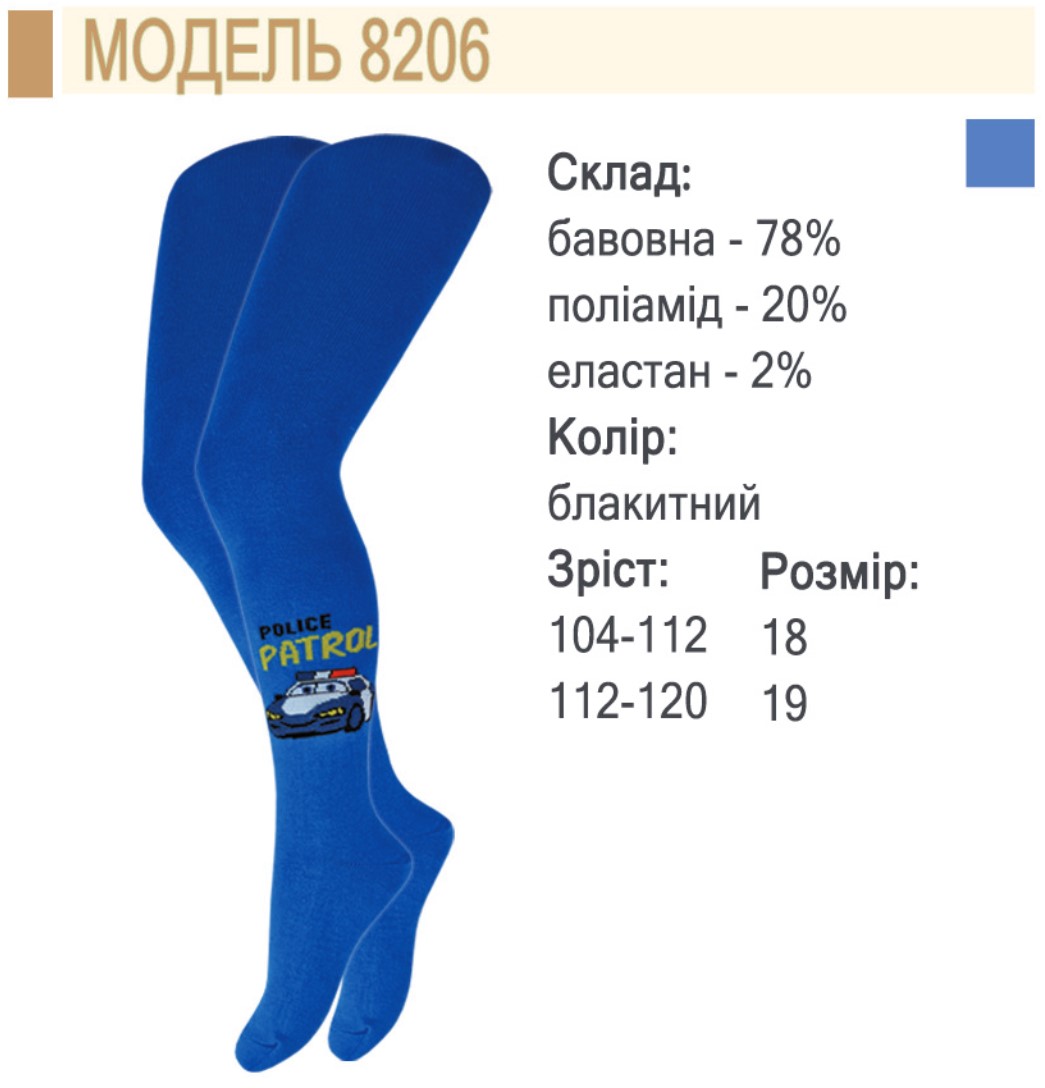 МОДЕЛЬ 8206
Склад:
бавовна - 78%
поліамід - 20%
еластан - 2%
Колір:
блакитний
Зріст: Розмір:
104-112 18
112-120 19
POLICE
PATROL